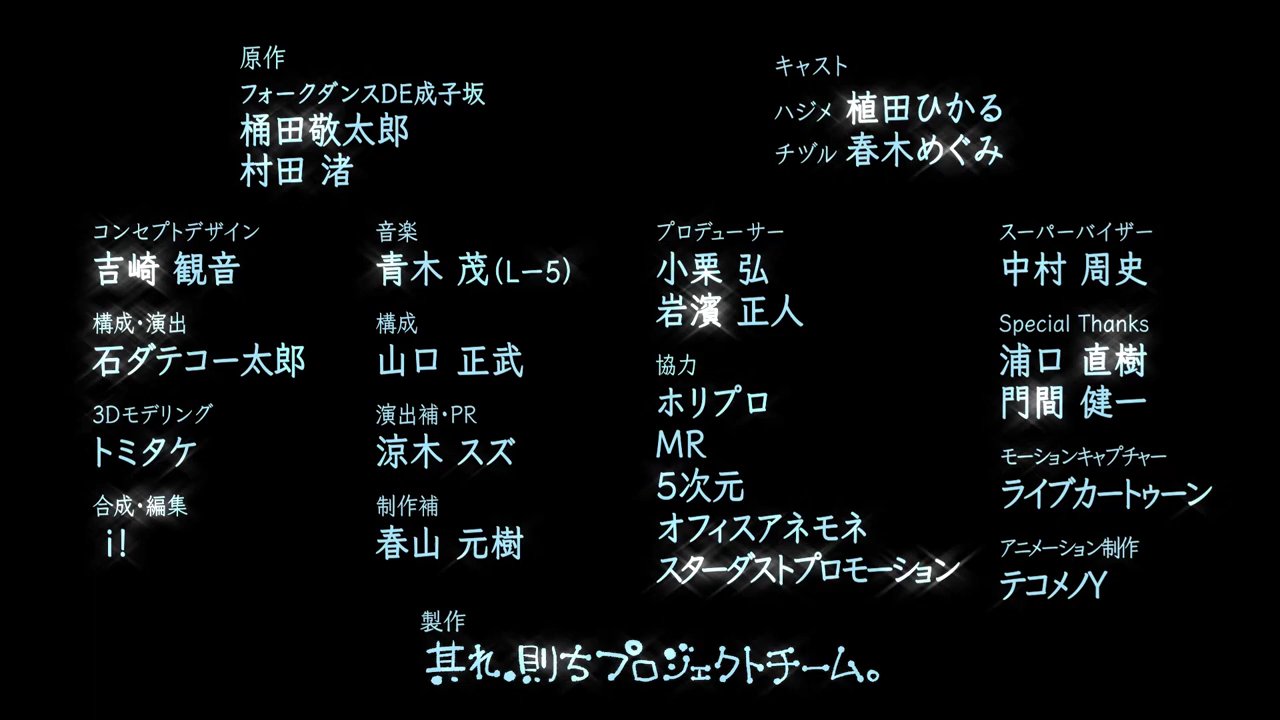 原作
フォークダンスDE成子坂
桶田敬太郎
村田 渚
キャスト
ハジメ 植田ひかる
チヅル 春木めぐみ
コンセプトデザイン
吉崎 観音
構成・演出
石ダテコー太郎
3Dモデリング
トミタケ
合成・編集
i!
音楽
青木 茂(L-5)
構成
山口 正武
演出補・PR
涼木 スズ
制作補
春山 元樹
プロデューサー
小栗 弘
岩濱 正人
協力
ホリプロ
MR
5次元
オフィスアネモネ
スターダストプロモーション
スーパーバイザー
中村 周史
Special Thanks
浦口 直樹
門間 健一
モーションキャプチャー
ライブカートゥーン
アニメーション制作
テコメノY
製作
其れ。則ちプロジェクトチーム。